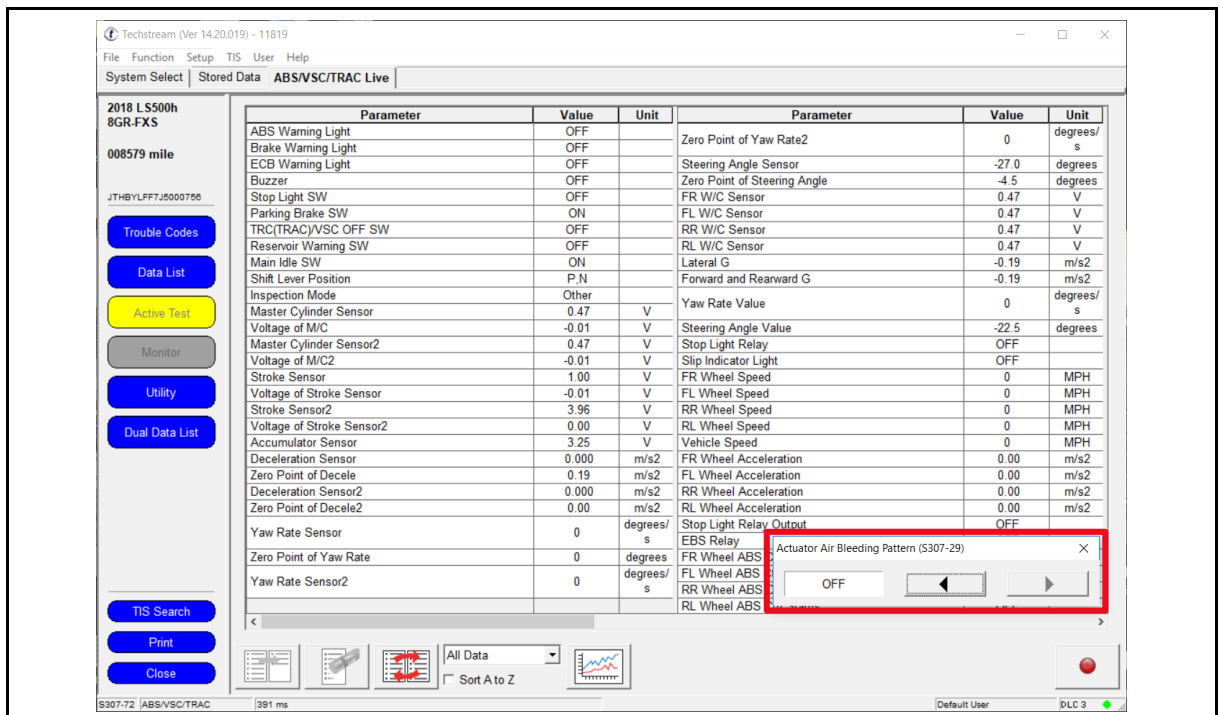 Techstream (Ver 14.20.019) - 11819
File Function Setup TIS User Help
System Select Stored Data ABS/VSC/TRAC Live
2018 LS500h
8GR-FXS
008579 mile
JTHBYLFF7J5000756
Trouble Codes
Data List
Active Test
Monitor
Utility
Dual Data List
TIS Search
Print
Close
Parameter Value Unit
ABS Warning Light OFF
Brake Warning Light OFF
ECB Warning Light OFF
Buzzer OFF
Stop Light SW OFF
Parking Brake SW ON
TRC(TRAC)/VSC OFF SW OFF
Reservoir Warning SW OFF
Main Idle SW ON
Shift Lever Position P,N
Inspection Mode Other
Master Cylinder Sensor 0.47 V
Voltage of M/C -0.01 V
Master Cylinder Sensor2 0.47 V
Voltage of M/C2 -0.01 V
Stroke Sensor 1.00 V
Voltage of Stroke Sensor -0.01 V
Stroke Sensor2 3.96 V
Voltage of Stroke Sensor2 0.00 V
Accumulator Sensor 3.25 V
Deceleration Sensor 0.000 m/s2
Zero Point of Decele 0.19 m/s2
Deceleration Sensor2 0.000 m/s2
Zero Point of Decele2 0.00 m/s2
Yaw Rate Sensor 0 degrees/s
Zero Point of Yaw Rate 0 degrees
Yaw Rate Sensor2 0 degrees/s
Parameter Value Unit
Zero Point of Yaw Rate2 0 degrees/s
Steering Angle Sensor -27.0 degrees
Zero Point of Steering Angle -4.5 degrees
FR W/C Sensor 0.47 V
FL W/C Sensor 0.47 V
RR W/C Sensor 0.47 V
RL W/C Sensor 0.47 V
Lateral G -0.19 m/s2
Forward and Rearward G -0.19 m/s2
Yaw Rate Value 0 degrees/s
Steering Angle Value -22.5 degrees
Stop Light Relay OFF
Slip Indicator Light OFF
FR Wheel Speed 0 MPH
FL Wheel Speed 0 MPH
RR Wheel Speed 0 MPH
RL Wheel Speed 0 MPH
Vehicle Speed 0 MPH
FR Wheel Acceleration 0.00 m/s2
FL Wheel Acceleration 0.00 m/s2
RR Wheel Acceleration 0.00 m/s2
RL Wheel Acceleration 0.00 m/s2
Stop Light Relay Output OFF
EBS Relay
FR Wheel ABS
FL Wheel ABS
RR Wheel ABS
RL Wheel ABS
Actuator Air Bleeding Pattern (S307-29)
OFF
All Data
Sort A to Z
S307-72 ABS/VSC/TRAC 391 ms Default User DLC 3